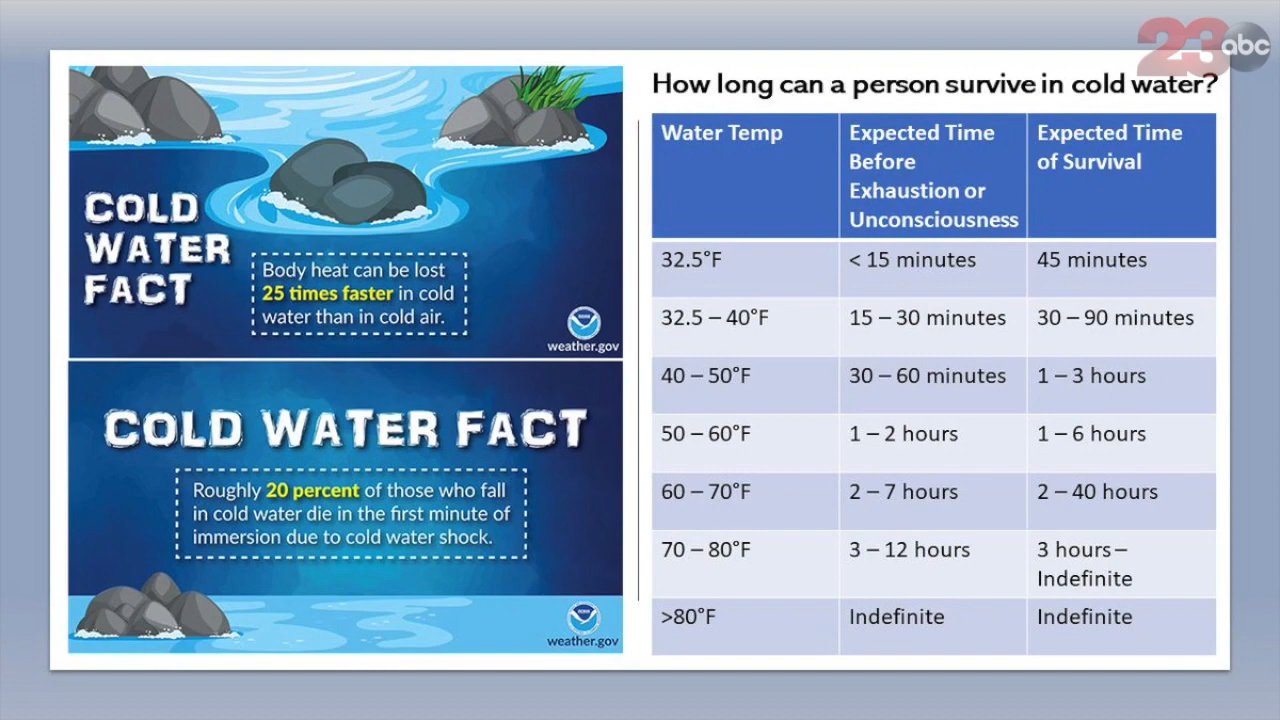 23 abc
COLD
WATER
FACT
Body heat can be lost
25 times faster in cold
water than in cold air.
weather.gov
COLD WATER FACT
Roughly 20 percent of those who fall
in cold water die in the first minute of
immersion due to cold water shock.
weather.gov
How long can a person survive in cold water?
Water Temp
Expected Time
Before
Exhaustion or
Unconsciousness
Expected Time
of Survival
32.5°F
< 15 minutes
45 minutes
32.5 – 40°F
15 – 30 minutes
30 – 90 minutes
40 – 50°F
30 – 60 minutes
1 – 3 hours
50 – 60°F
1 – 2 hours
1 – 6 hours
60 – 70°F
2 – 7 hours
2 – 40 hours
70 – 80°F
3 – 12 hours
3 hours –
Indefinite
>80°F
Indefinite
Indefinite